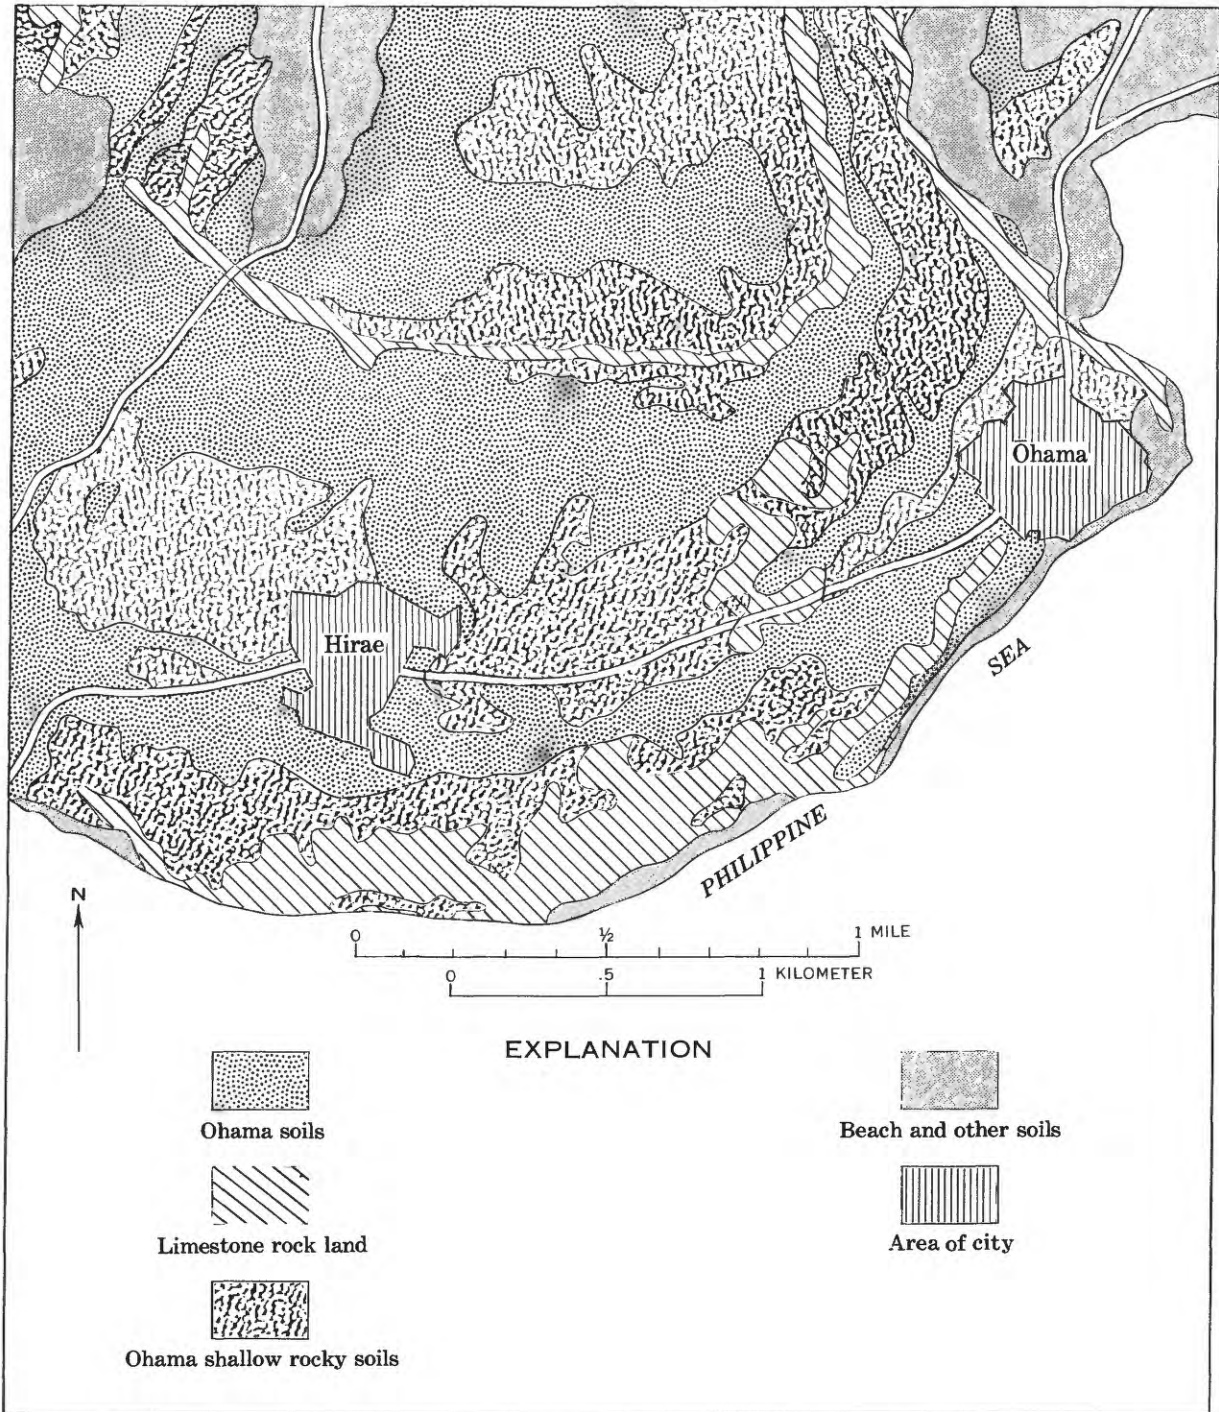 Ōhama
Hirae
SEA
PHILIPPINE
N
0 ½ 1 MILE
0 .5 1 KILOMETER
EXPLANATION
Ohama soils
Beach and other soils
Limestone rock land
Area of city
Ohama shallow rocky soils